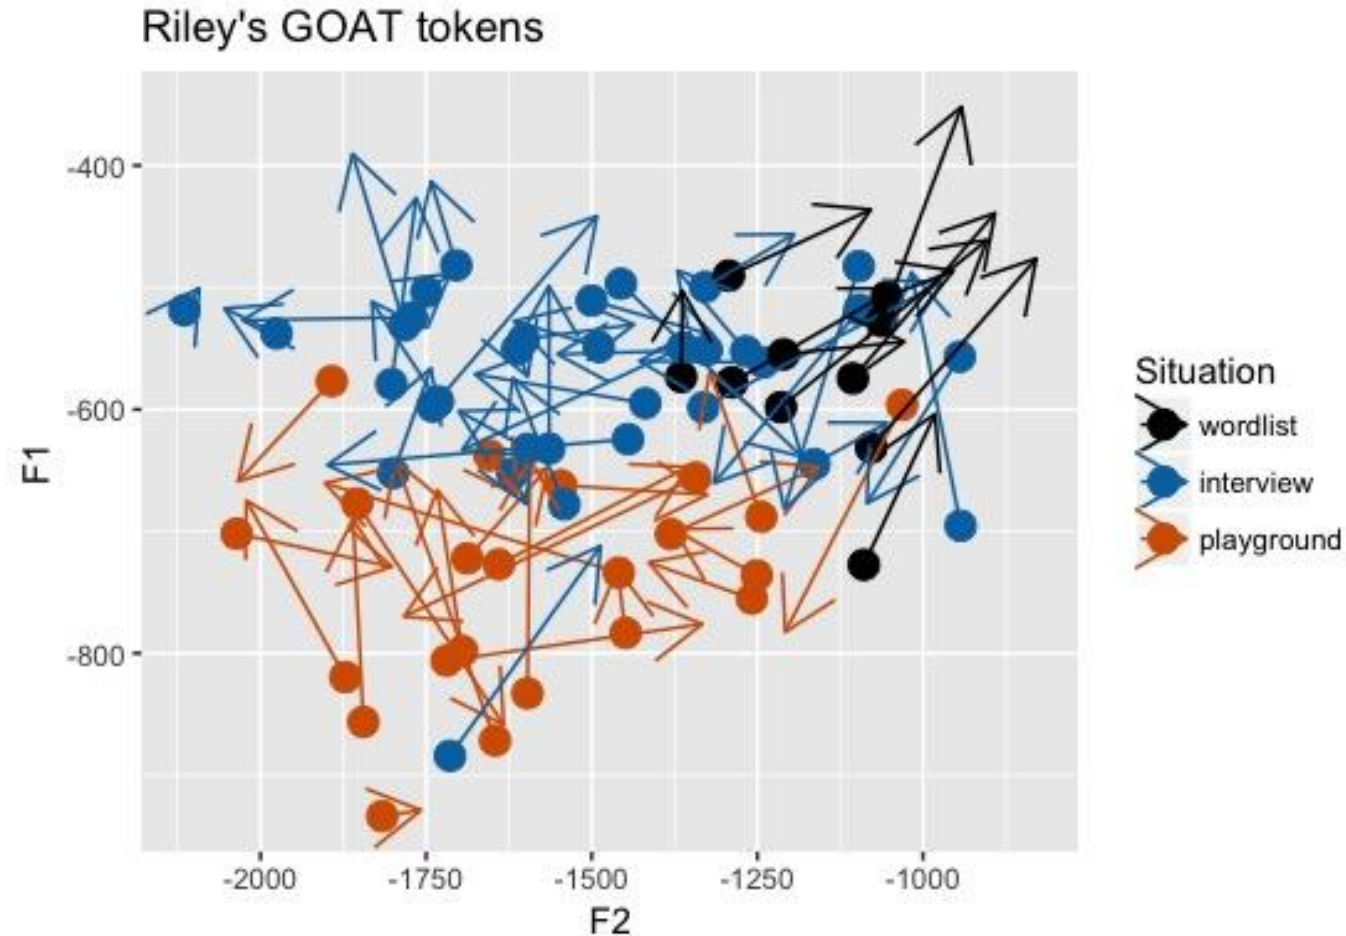 Riley's GOAT tokens
-400
-600
-800
F1
-2000 -1750 -1500 -1250 -1000
F2
Situation
wordlist
interview
playground